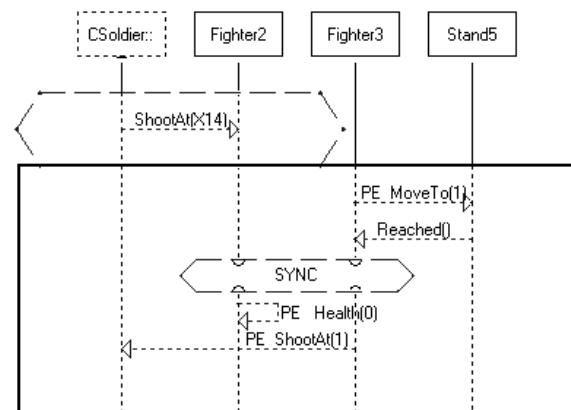 CSoldier::
Fighter2
Fighter3
Stand5
ShootAt(X14)
PE_MoveTo(1)
Reached()
SYNC
PE_Health(0)
PE_ShootAt(1)